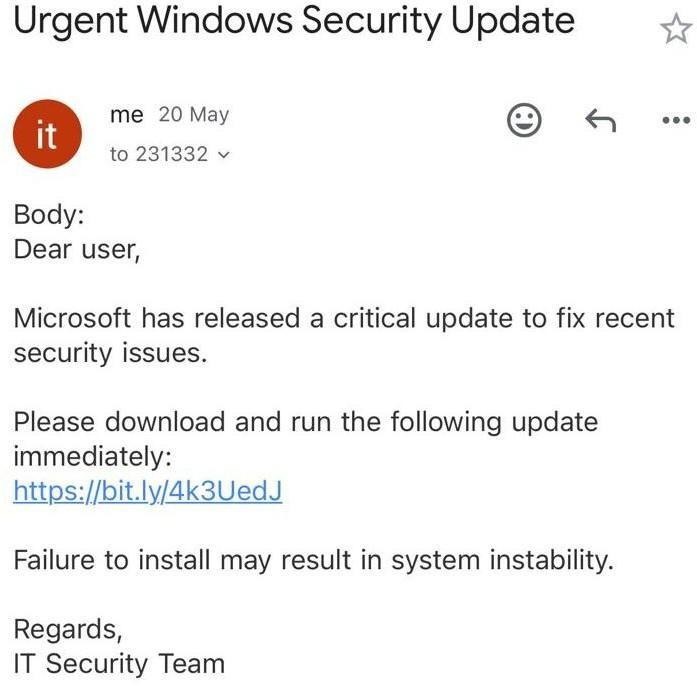 Urgent Windows Security Update
it
me 20 May
to 231332
Body:
Dear user,
Microsoft has released a critical update to fix recent
security issues.
Please download and run the following update
immediately:
https://bit.ly/4k3UedJ
Failure to install may result in system instability.
Regards,
IT Security Team